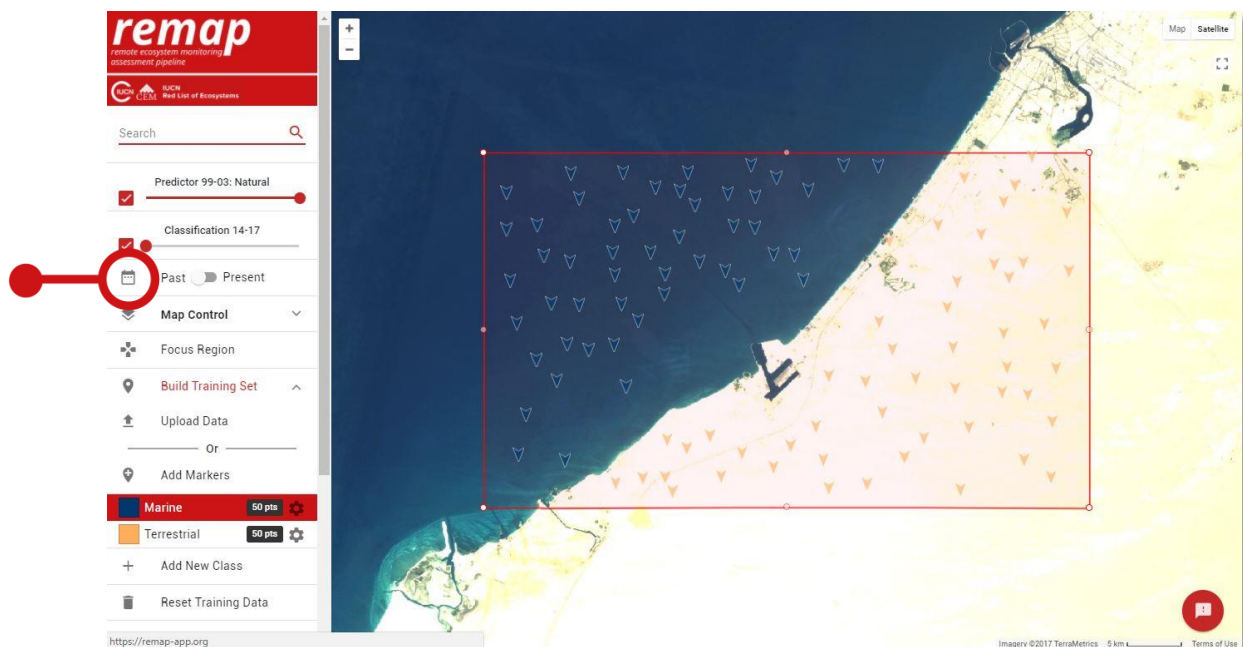 remap
remote ecosystem monitoring
assessment pipeline
IUCN
CEM
IUCN
Red List of Ecosystems
Search
Predictor 99-03: Natural
Classification 14-17
Past Present
Map Control
Focus Region
Build Training Set
Upload Data
Or
Add Markers
Marine 50 pts
Terrestrial 50 pts
Add New Class
Reset Training Data
https://remap-app.org
+
−
Map Satellite
Imagery ©2017 TerraMetrics 5 km Terms of Use